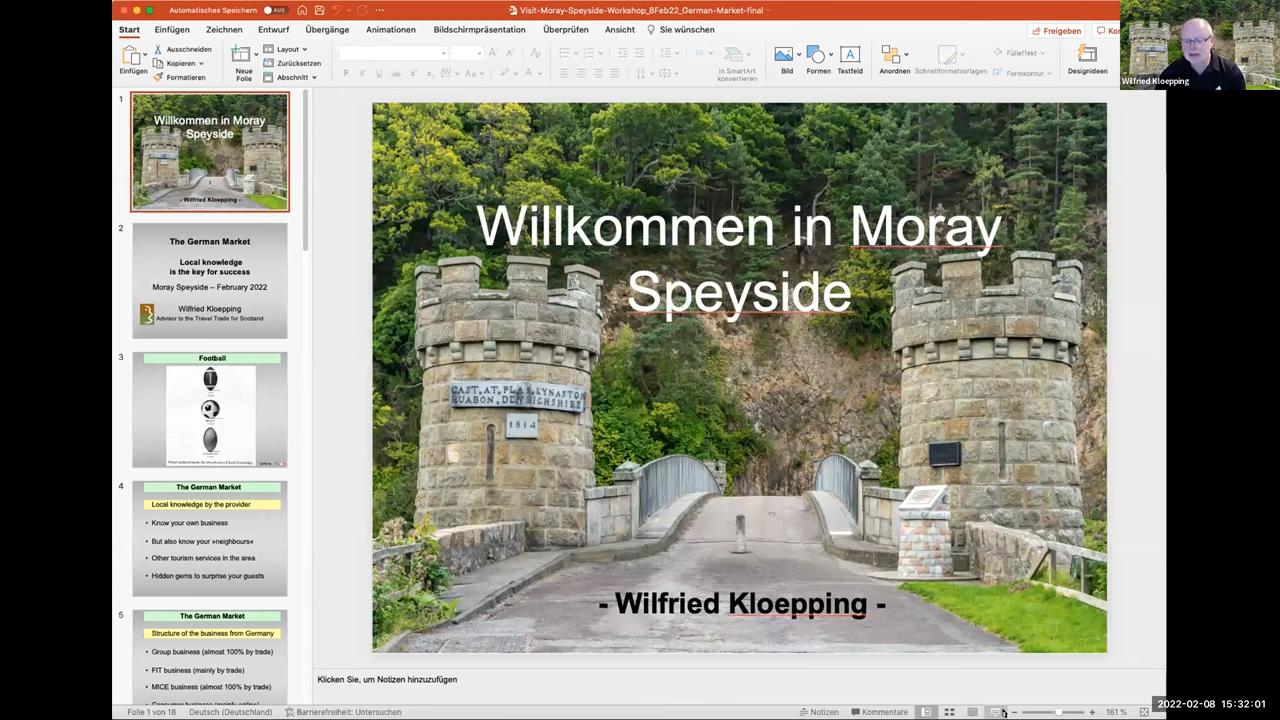 Automatisches Speichern AUS
Visit-Moray-Speyside-Workshop_8Feb22_German-Market-final
Start Einfügen Zeichnen Entwurf Übergänge Animationen Bildschirmpräsentation Überprüfen Ansicht Sie wünschen
Freigeben
Einfügen
Ausschneiden
Kopieren
Formatieren
Neue
Folie
Layout
Zurücksetzen
Abschnitt
In SmartArt
konvertieren
Bild
Formen
Textfeld
Anordnen
Schnellformatvorlagen
Fülleffekt
Formkontur
Designideen
Wilfried Kloepping
1
Willkommen in Moray
Speyside
- Wilfried Kloepping -
2
The German Market
Local knowledge
is the key for success
Moray Speyside – February 2022
Wilfried Kloepping
Advisor to the Travel Trade for Scotland
3
Football
4
The German Market
Local knowledge by the provider
• Know your own business
• But also know your »neighbours«
• Other tourism services in the area
• Hidden gems to surprise your guests
5
The German Market
Structure of the business from Germany
• Group business (almost 100% by trade)
• FIT business (mainly by trade)
• MICE business (almost 100% by trade)
Willkommen in Moray
Speyside
CAST AT PLAS KYNASTON
RUABON, DENBIGHSHIRE
1814
- Wilfried Kloepping -
Klicken Sie, um Notizen hinzuzufügen
Folie 1 von 18 Deutsch (Deutschland) Barrierefreiheit: Untersuchen
Notizen Kommentare
161 %
2022-02-08 15:32:01